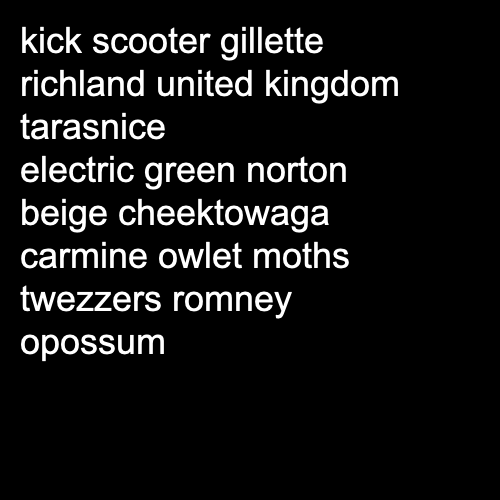 kick scooter gillette
richland united kingdom
tarasnice
electric green norton
beige cheektowaga
carmine owlet moths
twezzers romney
opossum